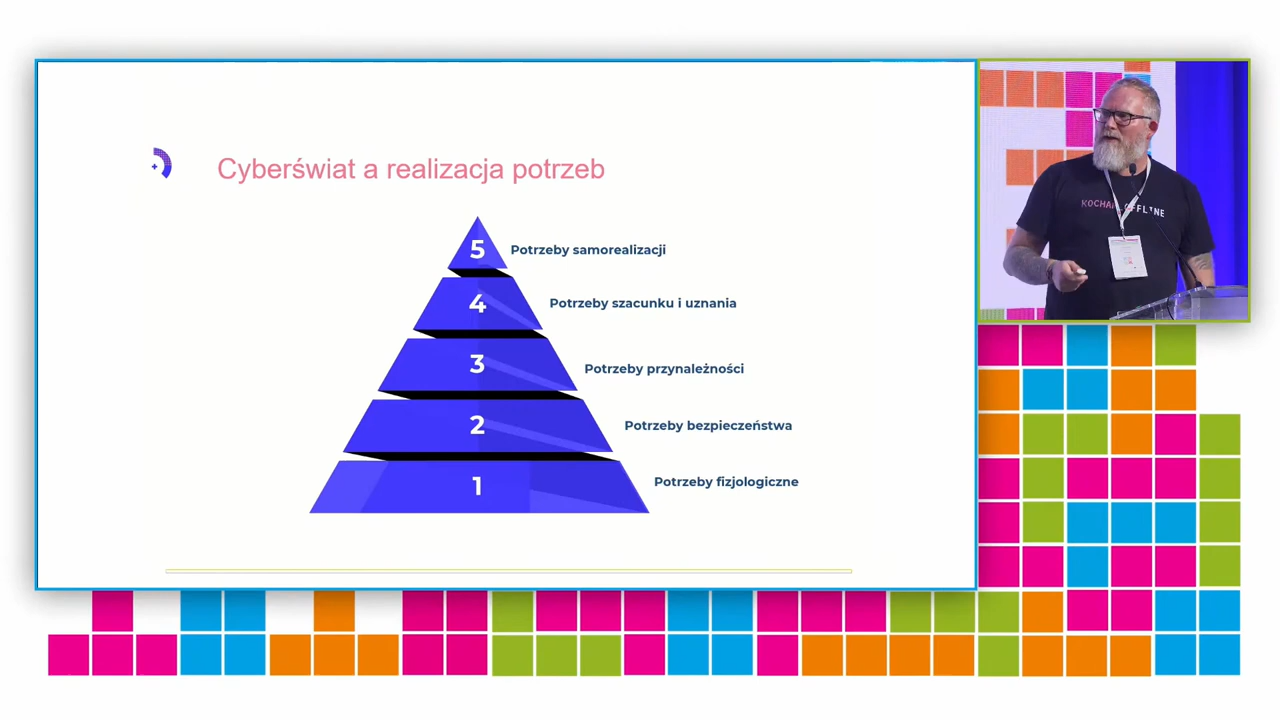 Cyberświat a realizacja potrzeb
5
Potrzeby samorealizacji
4
Potrzeby szacunku i uznania
3
Potrzeby przynależności
2
Potrzeby bezpieczeństwa
1
Potrzeby fizjologiczne
OFFLINE